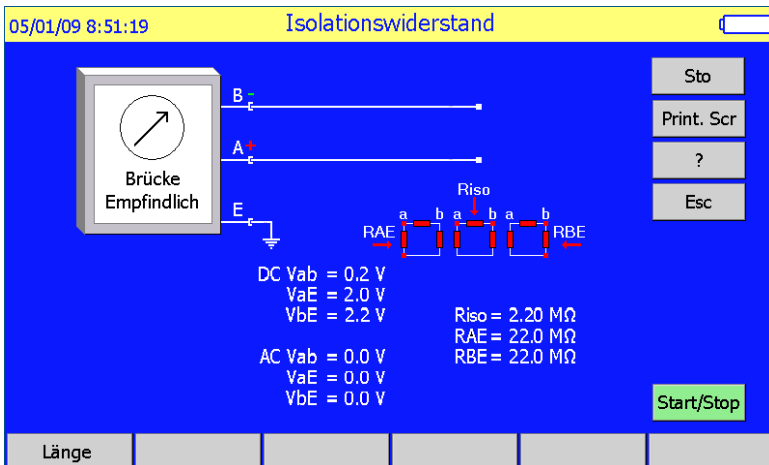 05/01/09 8:51:19 Isolationswiderstand
Sto
Print. Scr
?
Esc
B -
A +
E
Brücke
Empfindlich
Riso
a b a b a b
RAE RBE
DC Vab = 0.2 V
VaE = 2.0 V
VbE = 2.2 V
AC Vab = 0.0 V
VaE = 0.0 V
VbE = 0.0 V
Riso = 2.20 MΩ
RAE = 22.0 MΩ
RBE = 22.0 MΩ
Start/Stop
Länge